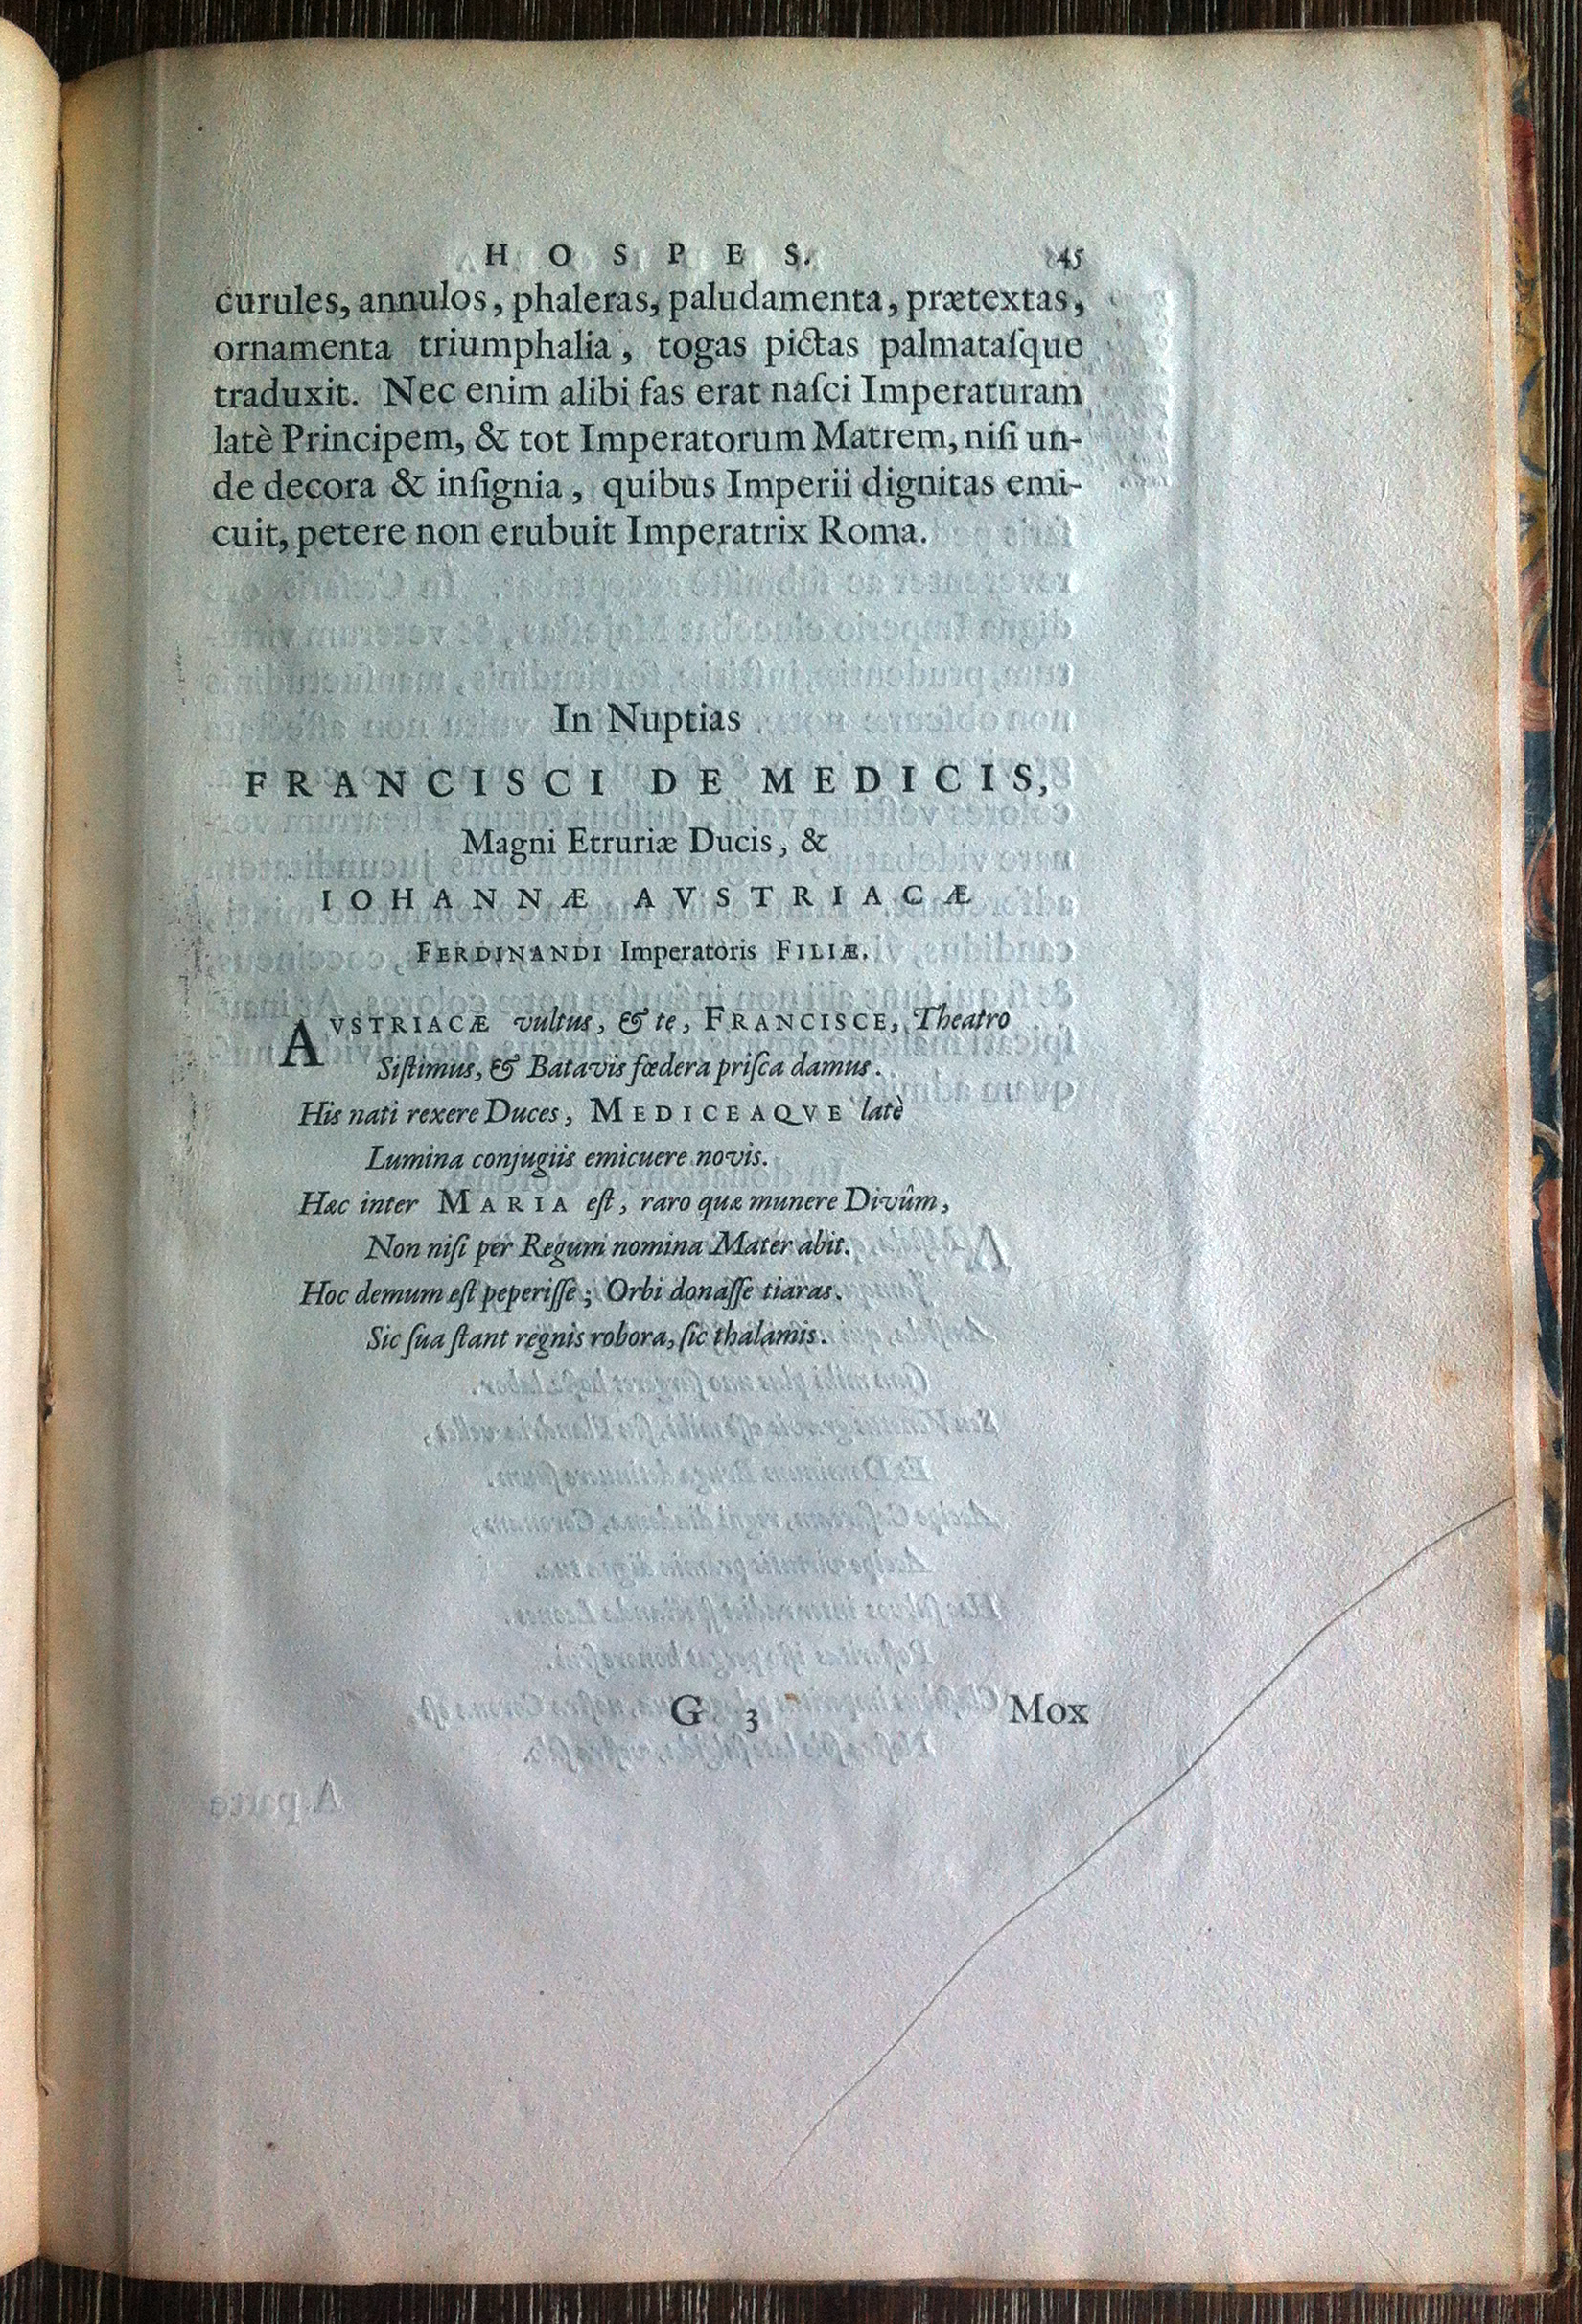 HOSPES. 45
curules, annulos, phaleras, paludamenta, prætextas,
ornamenta triumphalia, togas pictas palmataſque
traduxit. Nec enim alibi fas erat naſci Imperaturam
latè Principem, & tot Imperatorum Matrem, niſi un-
de decora & inſignia, quibus Imperii dignitas emi-
cuit, petere non erubuit Imperatrix Roma.
In Nuptias
FRANCISCI DE MEDICIS,
Magni Etruriæ Ducis, &
IOHANNÆ AVSTRIACÆ
FERDINANDI Imperatoris FILIÆ.
AVSTRIACÆ vultus, & te, FRANCISCE, Theatro
Siſtimus, & Batavis fœdera priſca damus.
His nati rexere Duces, MEDICEAQVE latè
Lumina conjugiis emicuere novis.
Hæc inter MARIA eſt, raro quæ munere Divûm,
Non niſi per Regum nomina Mater abit.
Hoc demum eſt peperiſſe; Orbi donaſſe tiaras.
Sic ſua ſtant regnis robora, ſic thalamis.
G 3 Mox